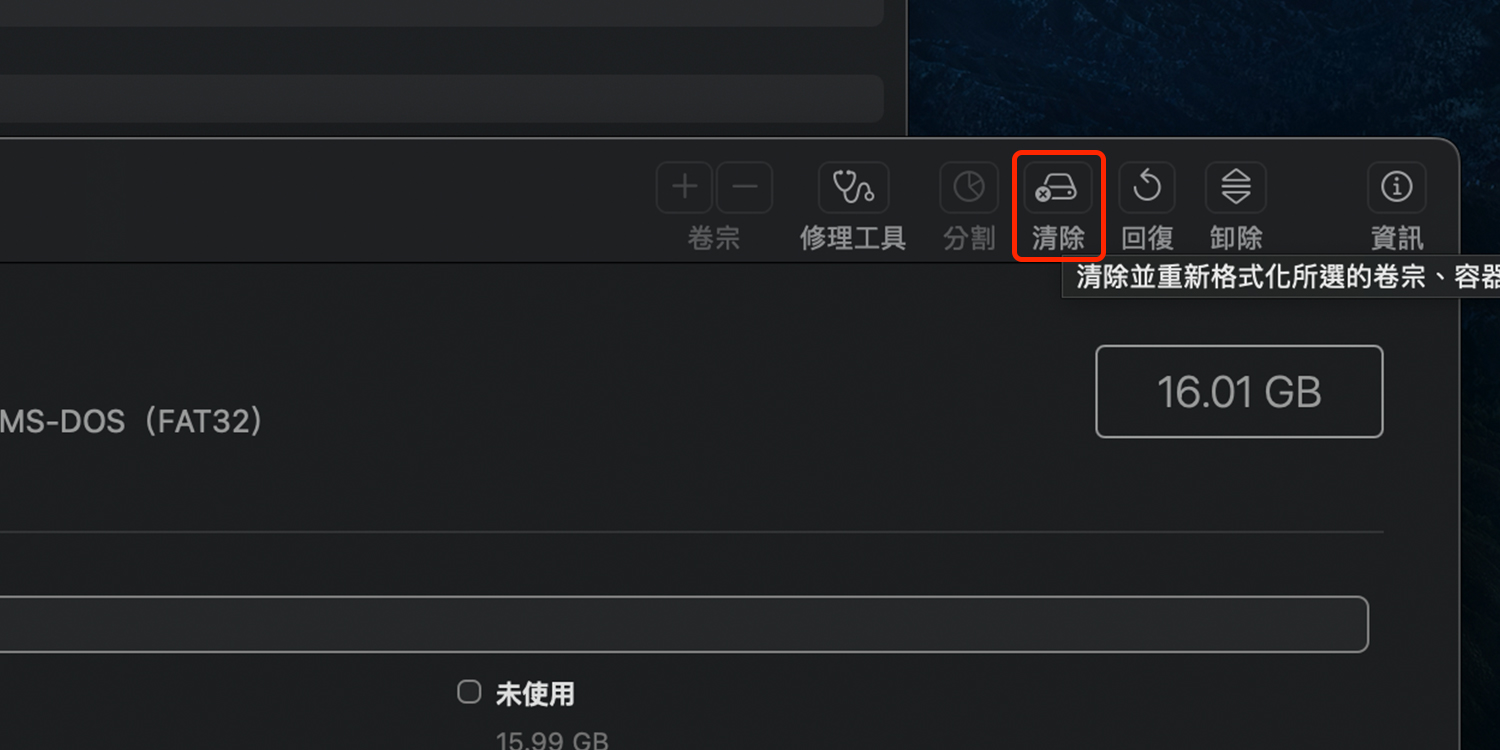 卷宗
修理工具
分割
清除
回復
卸除
資訊
清除並重新格式化所選的卷宗、容器
MS-DOS（FAT32）
16.01 GB
未使用
15.99 GB